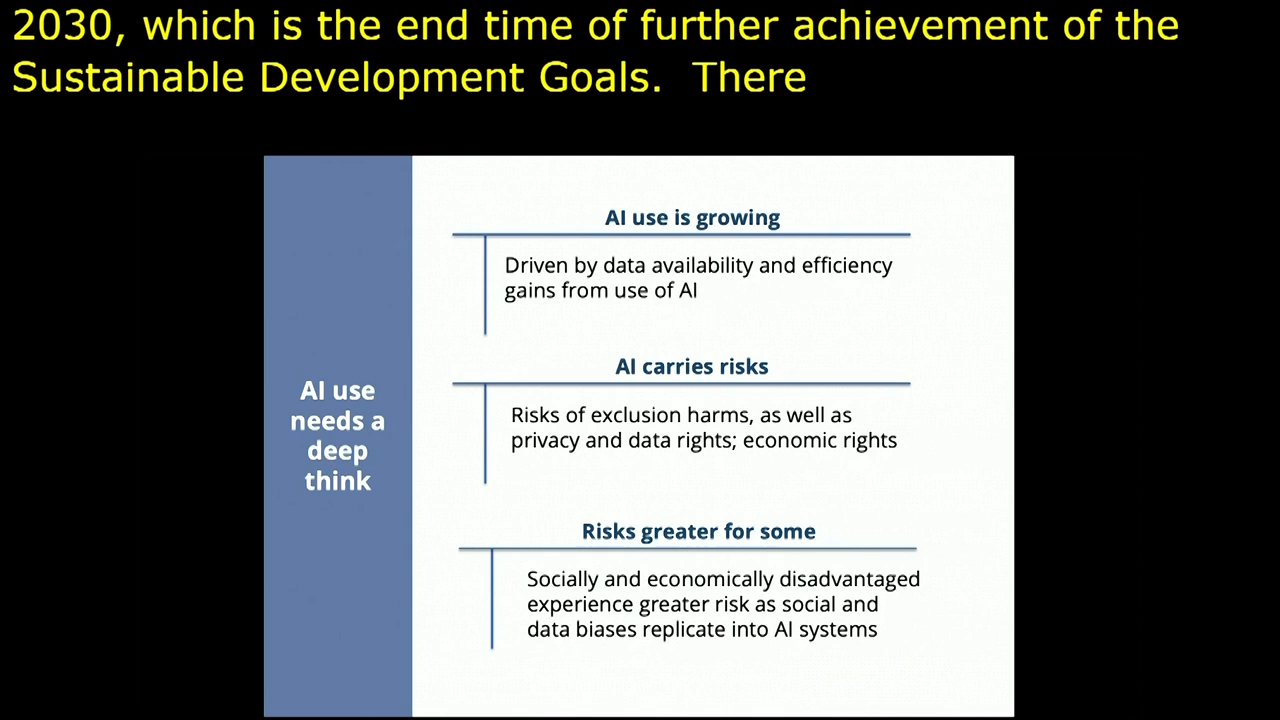 2030, which is the end time of further achievement of the
Sustainable Development Goals.  There
AI use
needs a
deep
think
AI use is growing
Driven by data availability and efficiency
gains from use of AI
AI carries risks
Risks of exclusion harms, as well as
privacy and data rights; economic rights
Risks greater for some
Socially and economically disadvantaged
experience greater risk as social and
data biases replicate into AI systems